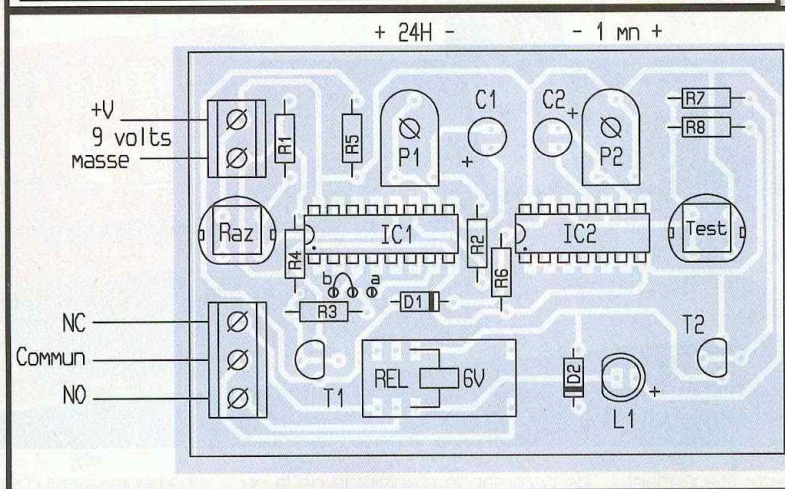 + 24H -
- 1 mn +
+V
9 volts
masse
R1
R5
P1
C1
+
C2
+
P2
R7
R8
Raz
R4
IC1
R2
R6
IC2
Test
b
a
R3
D1
NC
Commun
NO
T1
REL
6V
D2
L1
+
T2